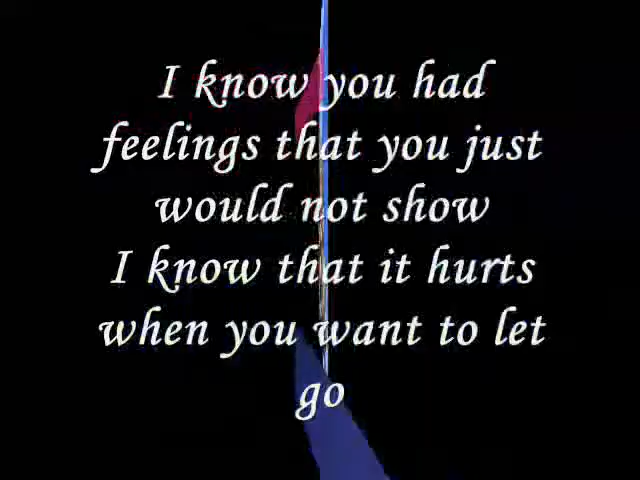 I know you had
feelings that you just
would not show
I know that it hurts
when you want to let
go